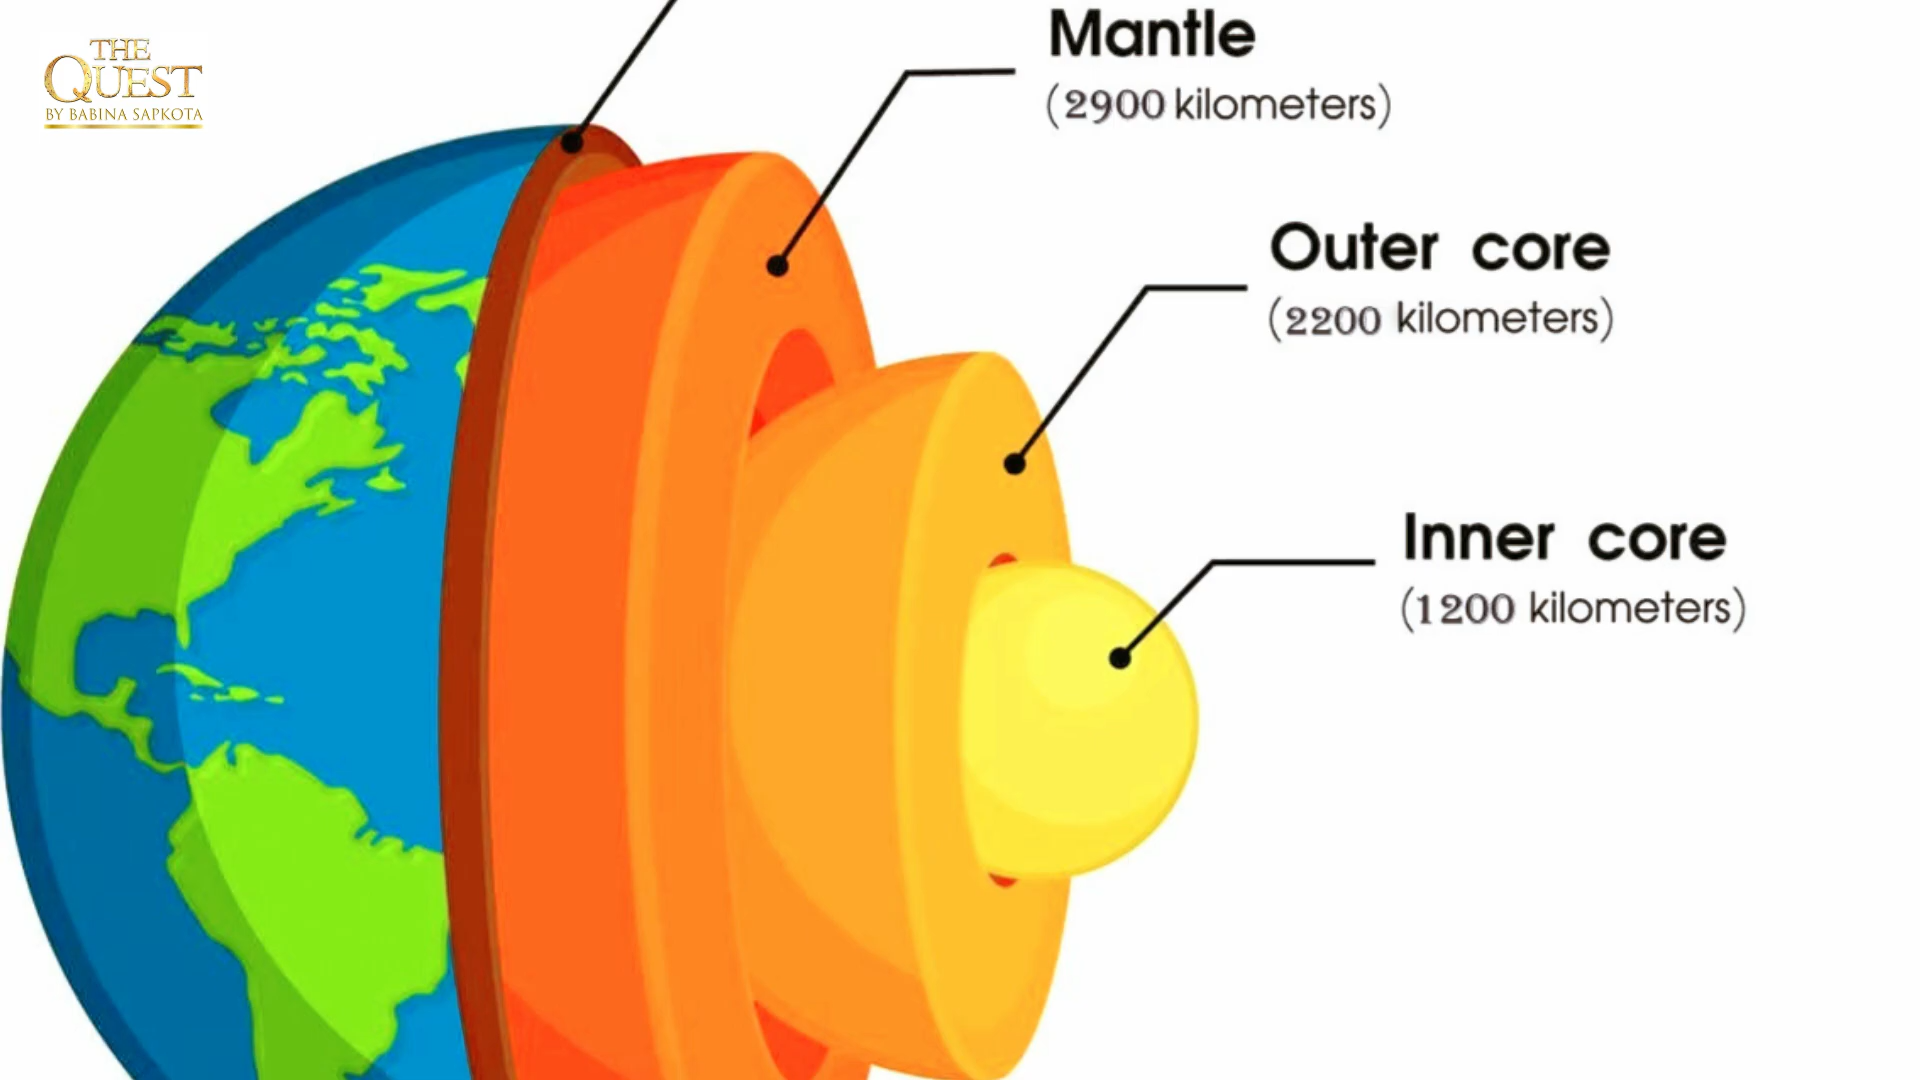 THE
QUEST
BY BABINA SAPKOTA
Mantle
(2900 kilometers)
Outer core
(2200 kilometers)
Inner core
(1200 kilometers)